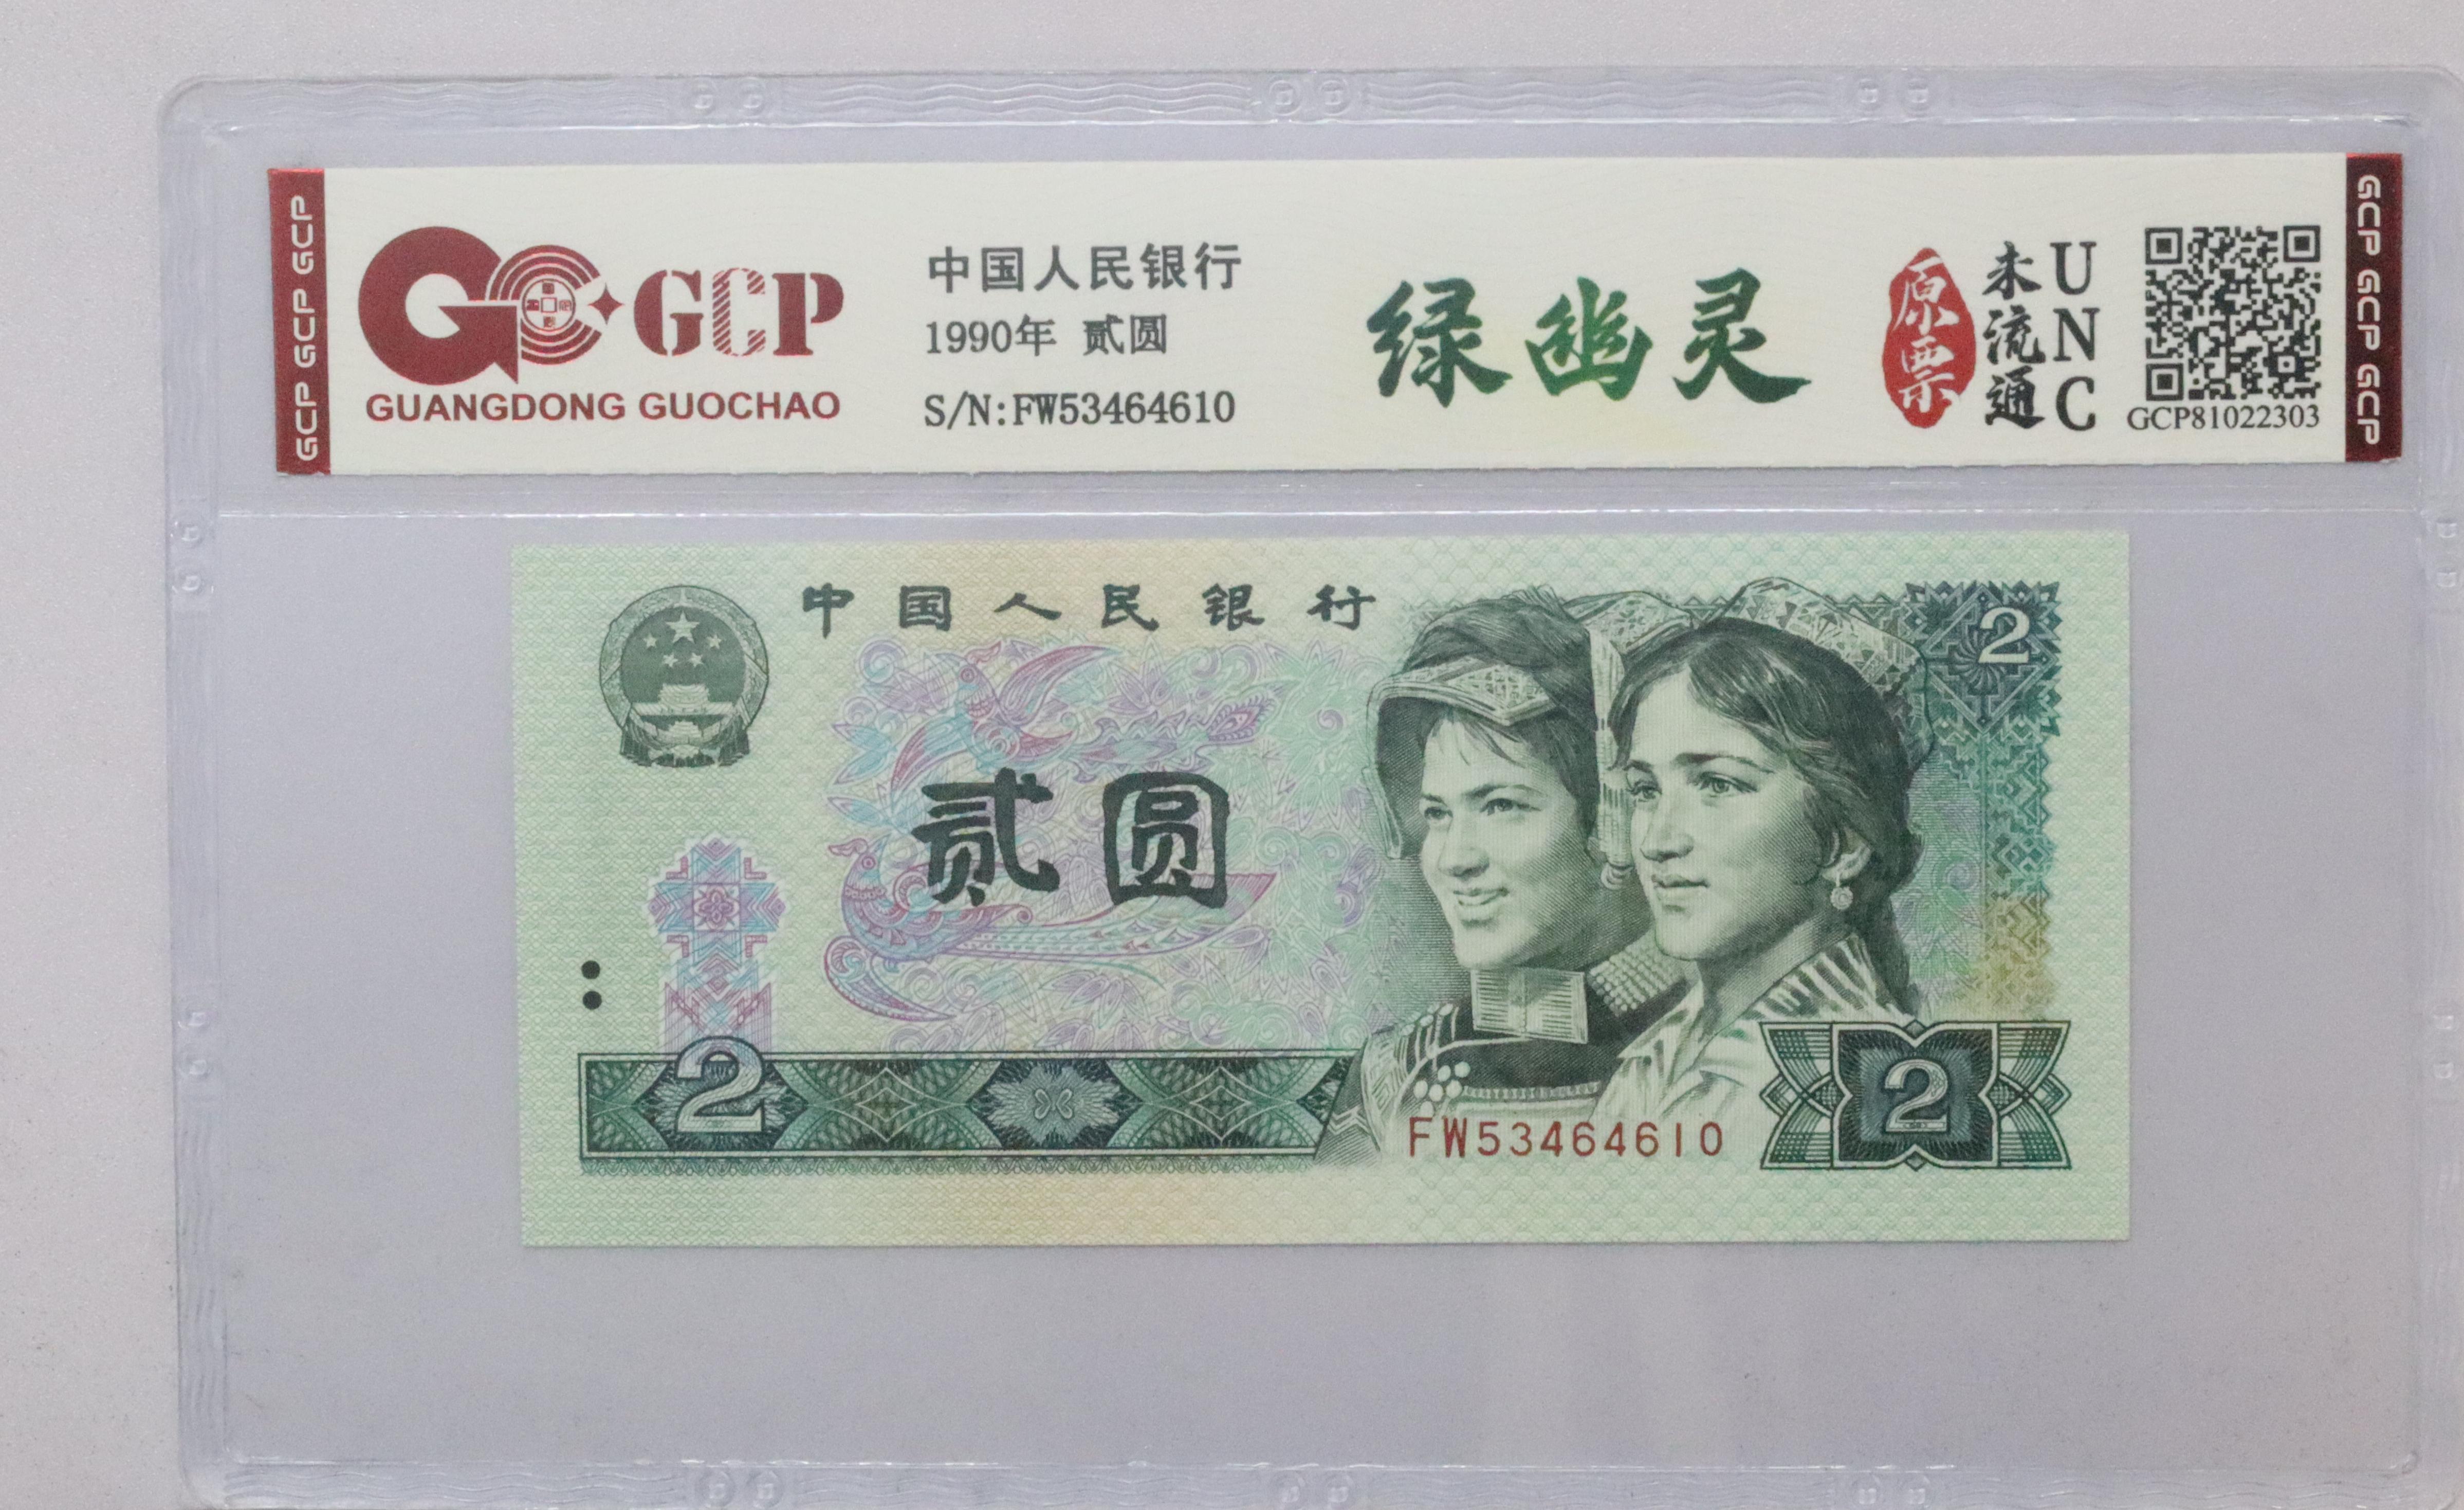 GCP GCP GCP
GCP
GUANGDONG GUOCHAO
中国人民银行
1990年 贰圆
S/N:FW53464610
绿幽灵
原票
未流通
UNC
GCP81022303
GCP GCP GCP
中国人民银行
2
贰圆
2
FW53464610
2